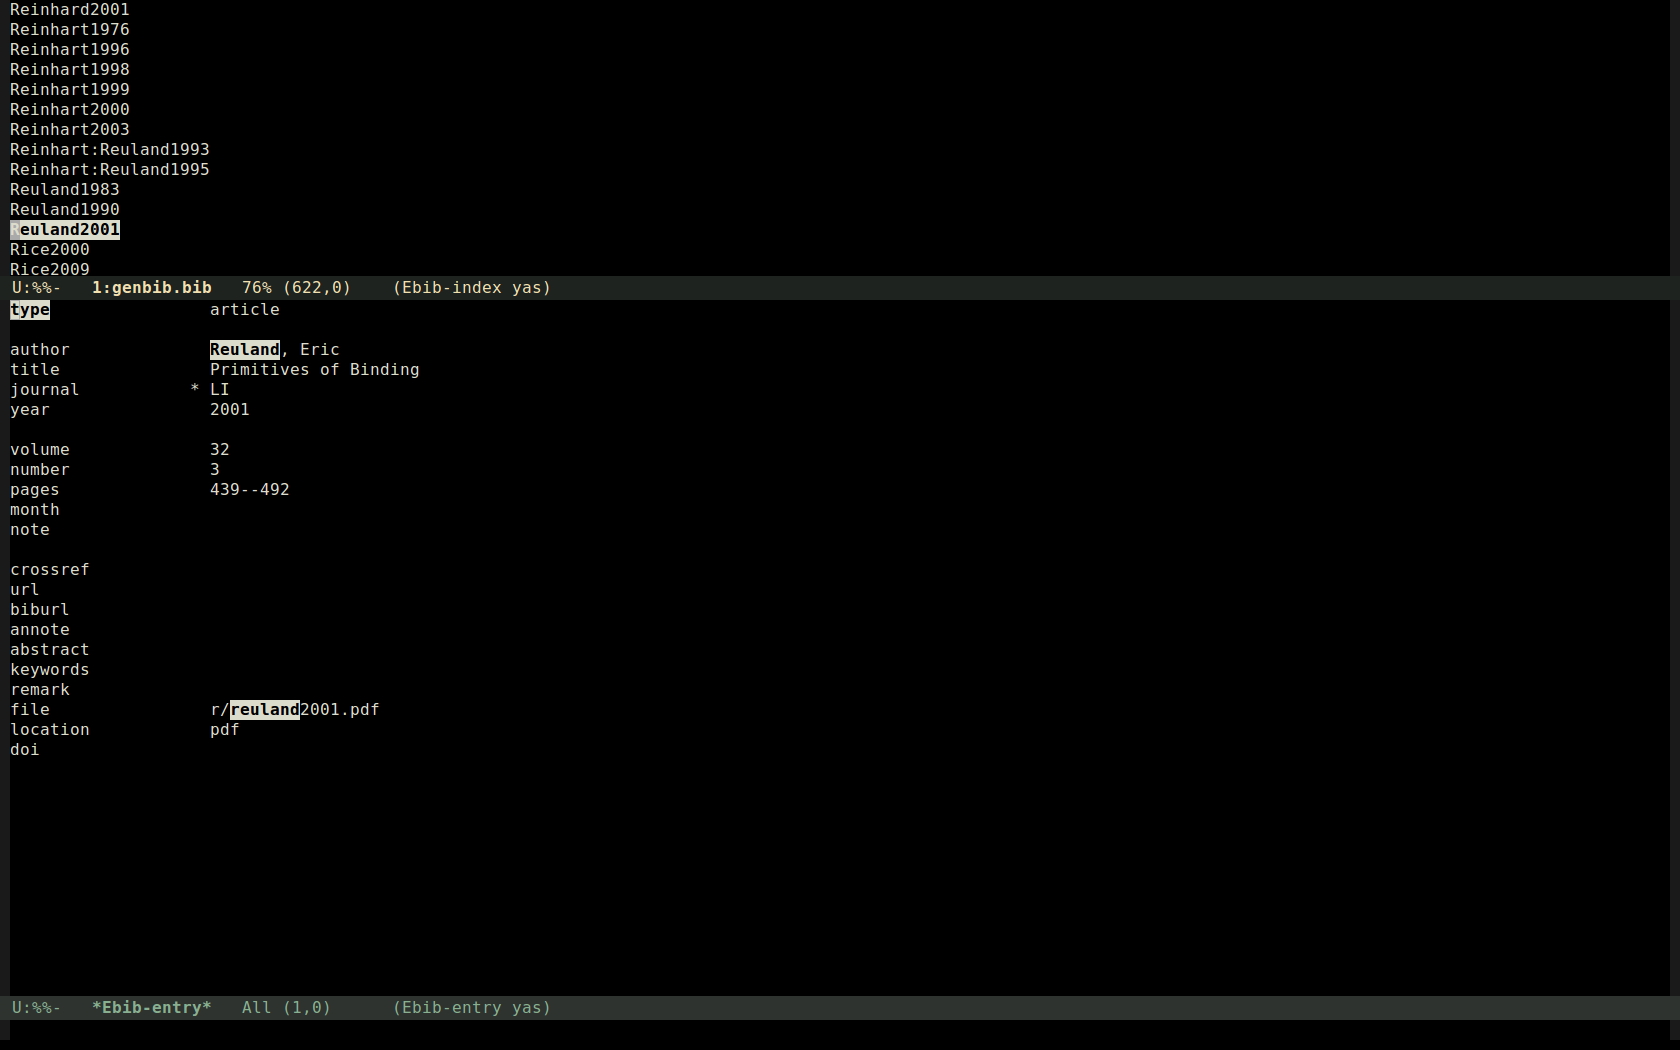 Reinhard2001
Reinhart1976
Reinhart1996
Reinhart1998
Reinhart1999
Reinhart2000
Reinhart2003
Reinhart:Reuland1993
Reinhart:Reuland1995
Reuland1983
Reuland1990
Reuland2001
Rice2000
Rice2009
U:%%-   1:genbib.bib   76% (622,0)    (Ebib-index yas)
type                article
author              Reuland, Eric
title               Primitives of Binding
journal           * LI
year                2001
volume              32
number              3
pages               439--492
month
note
crossref
url
biburl
annote
abstract
keywords
remark
file                r/reuland2001.pdf
location            pdf
doi
U:%%-   *Ebib-entry*   All (1,0)      (Ebib-entry yas)